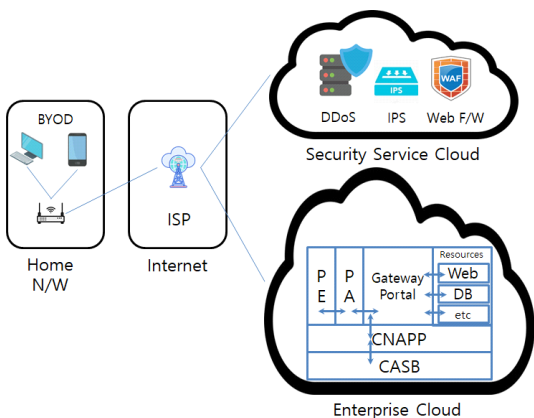 BYOD
Home
N/W
ISP
Internet
IPS
WAF
DDoS IPS Web F/W
Security Service Cloud
P
E
P
A
Gateway
Portal
Resources
Web
DB
etc
CNAPP
CASB
Enterprise Cloud